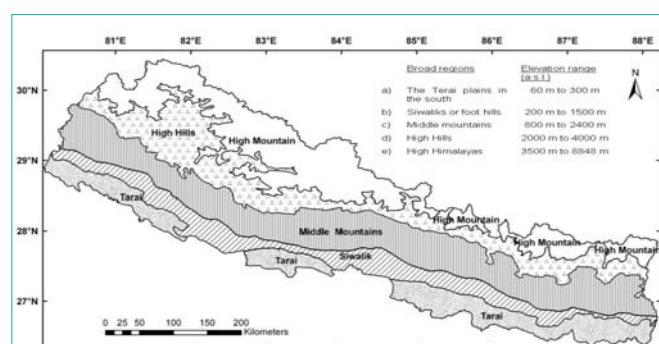 81°E 82°E 83°E 84°E 85°E 86°E 87°E 88°E
30°N
29°N
28°N
27°N
Broad regions Elevation range (a.s.l.)
N
a) The Terai plains in the south 60 m to 300 m
b) Siwaliks or foot hills 200 m to 1500 m
c) Middle mountains 800 m to 2400 m
d) High Hills 2000 m to 4000 m
e) High Himalayas 3500 m to 8848 m
High Hills
High Mountain
Tarai
High Mountain
Middle Mountains
High Mountain
High Mountain
Siwalik
Tarai
Tarai
0 25 50 100 150 200
Kilometers